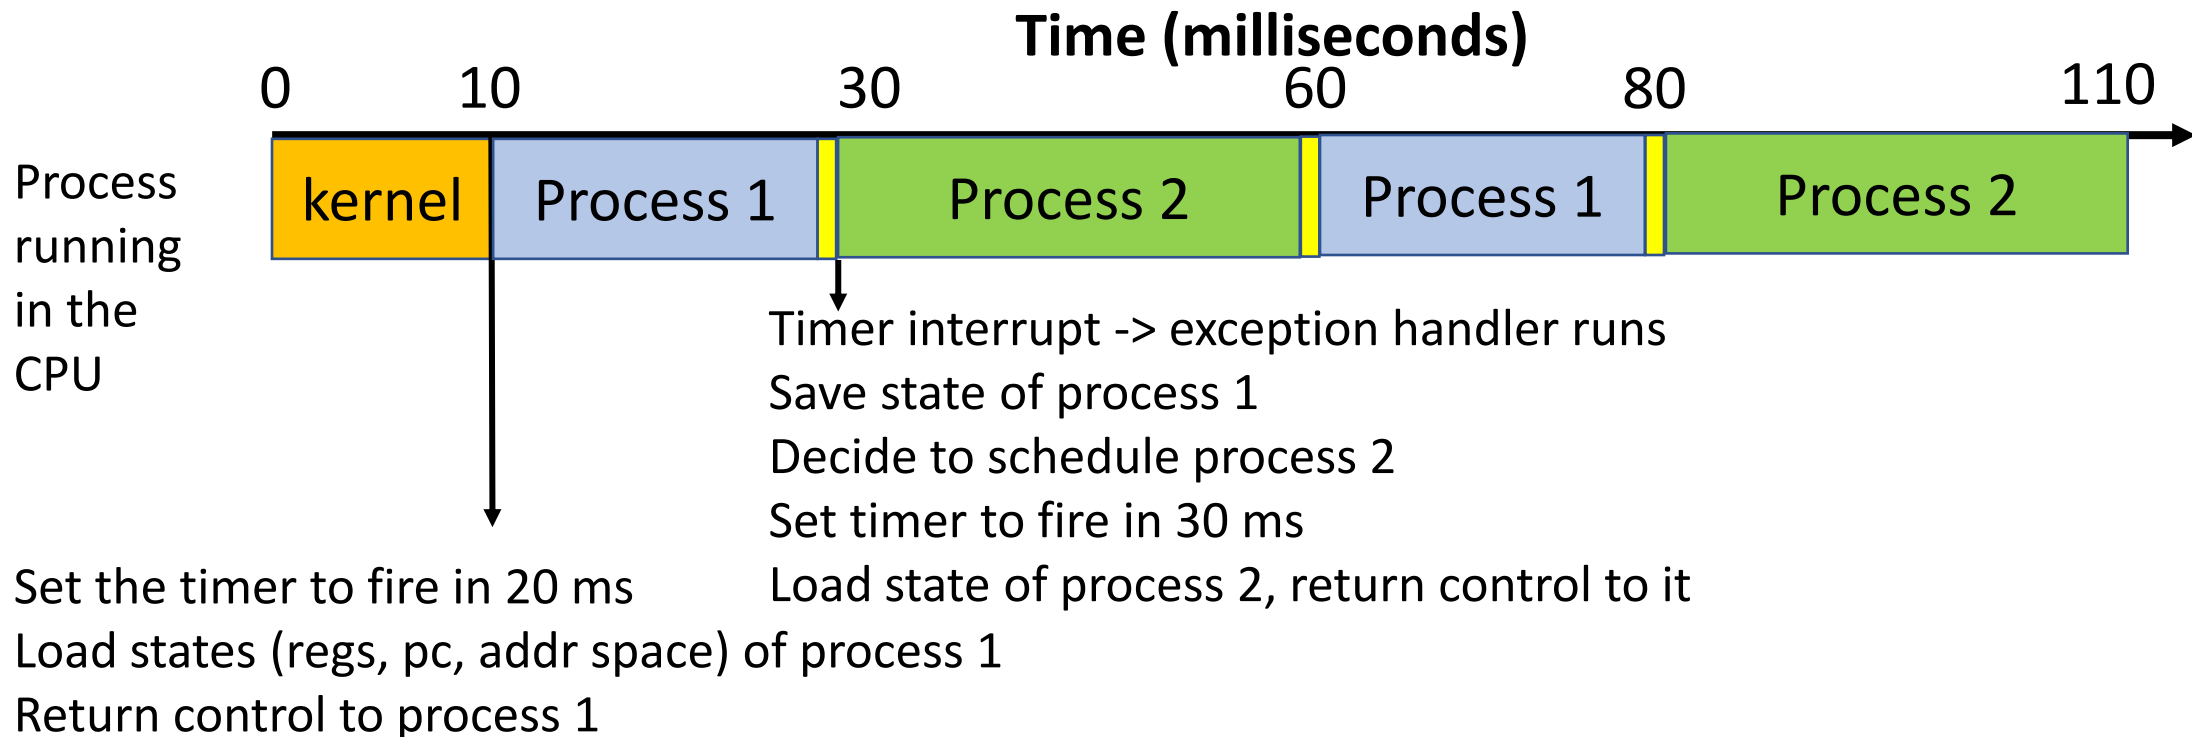 Time (milliseconds)
0 10 30 60 80 110
Process
running
in the
CPU
kernel Process 1 Process 2 Process 1 Process 2
Timer interrupt -> exception handler runs
Save state of process 1
Decide to schedule process 2
Set timer to fire in 30 ms
Load state of process 2, return control to it
Set the timer to fire in 20 ms
Load states (regs, pc, addr space) of process 1
Return control to process 1